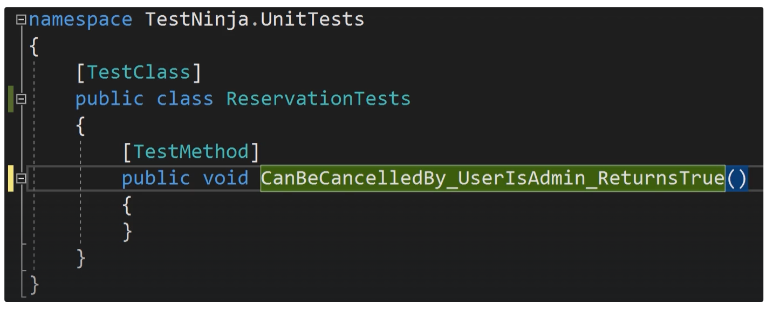 namespace TestNinja.UnitTests
{
[TestClass]
public class ReservationTests
{
[TestMethod]
public void CanBeCancelledBy_UserIsAdmin_ReturnsTrue()
{
}
}
}